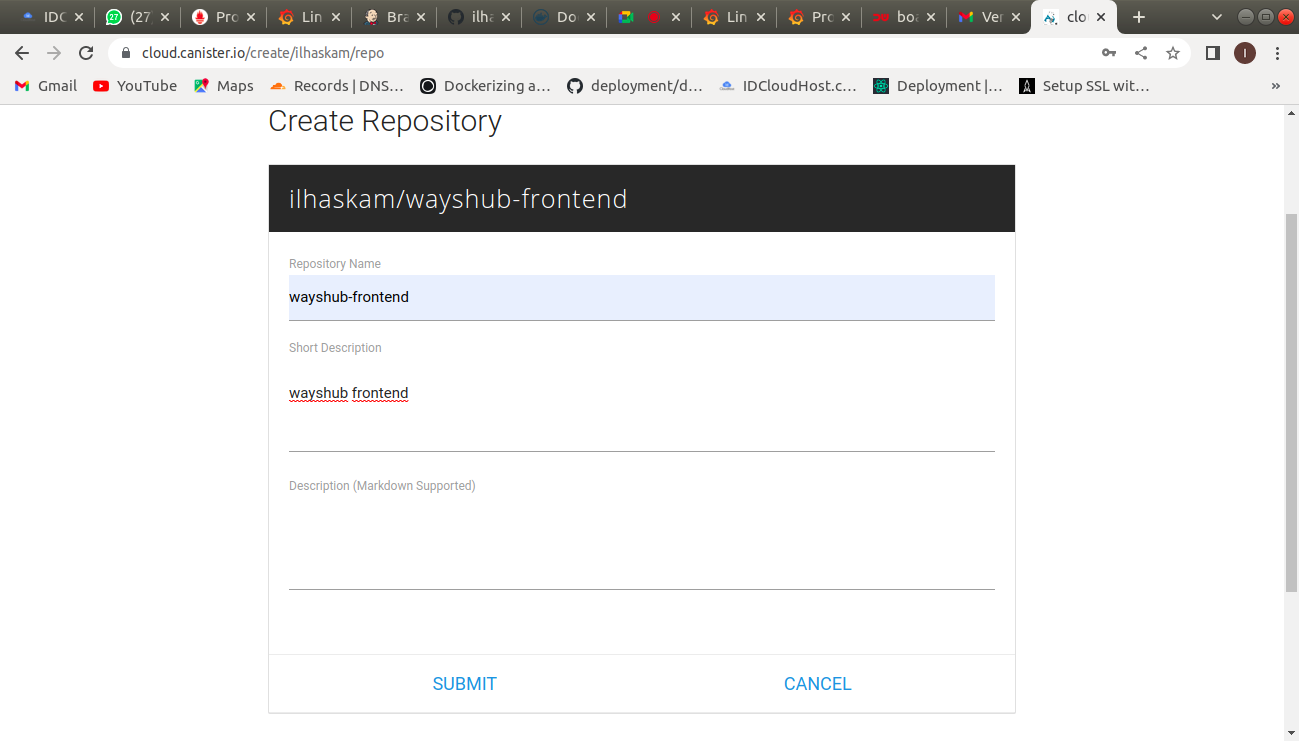 IDC (27 Pro Lin Bra ilha Do Lin Pro boa Ver clo
cloud.canister.io/create/ilhaskam/repo I
Gmail YouTube Maps Records | DNS… Dockerizing a… deployment/d… IDCloudHost.c… Deployment |… Setup SSL wit… »
Create Repository
ilhaskam/wayshub-frontend
Repository Name
wayshub-frontend
Short Description
wayshub frontend
Description (Markdown Supported)
SUBMIT CANCEL